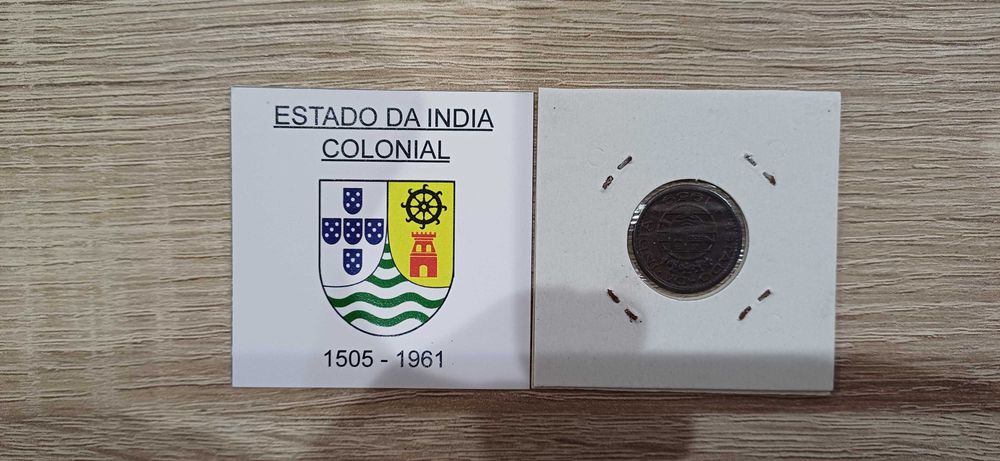 ESTADO DA INDIA
COLONIAL
1505 - 1961